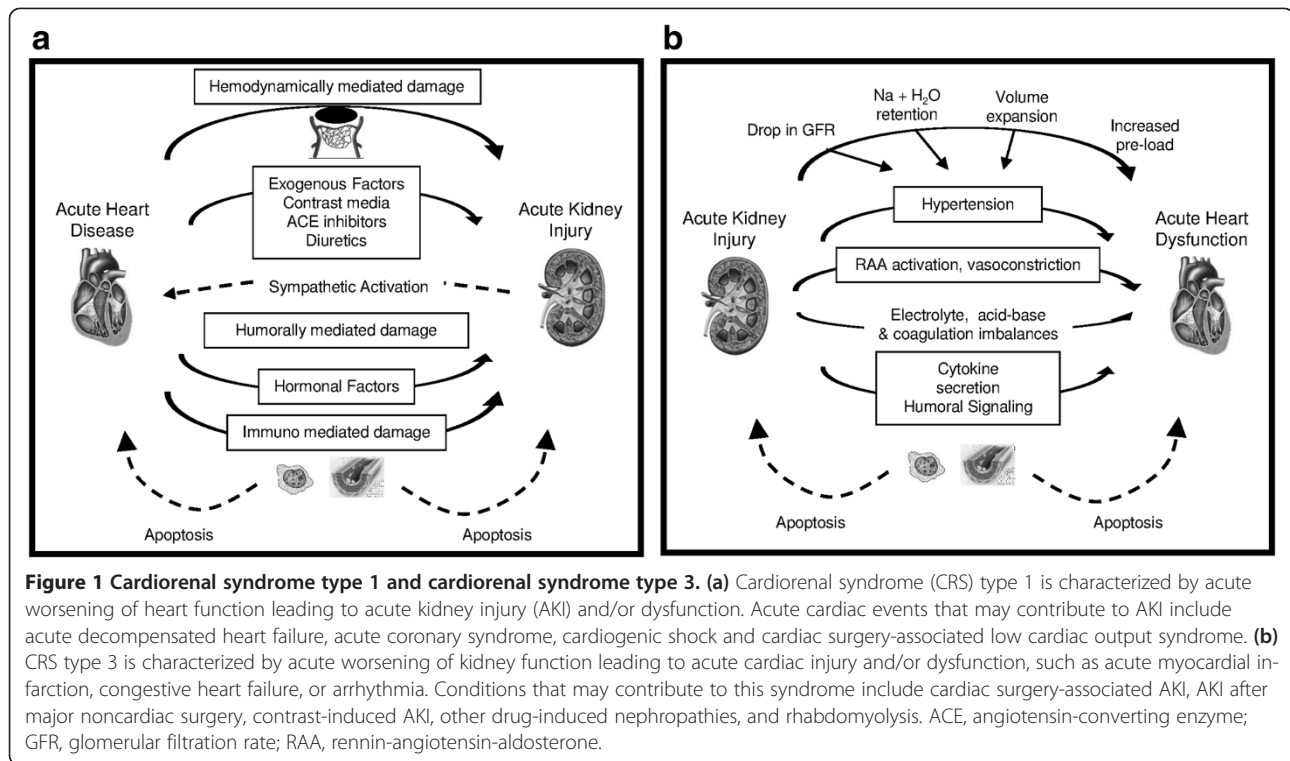 a
Hemodynamically mediated damage
Exogenous Factors
Contrast media
ACE inhibitors
Diuretics
Acute Heart
Disease
Acute Kidney
Injury
Sympathetic Activation
Humorally mediated damage
Hormonal Factors
Immuno mediated damage
Apoptosis
Apoptosis
b
Na + H₂O
retention
Volume
expansion
Drop in GFR
Increased
pre-load
Hypertension
Acute Kidney
Injury
Acute Heart
Dysfunction
RAA activation, vasoconstriction
Electrolyte, acid-base
& coagulation imbalances
Cytokine
secretion
Humoral Signaling
Apoptosis
Apoptosis
Figure 1 Cardiorenal syndrome type 1 and cardiorenal syndrome type 3. (a) Cardiorenal syndrome (CRS) type 1 is characterized by acute
worsening of heart function leading to acute kidney injury (AKI) and/or dysfunction. Acute cardiac events that may contribute to AKI include
acute decompensated heart failure, acute coronary syndrome, cardiogenic shock and cardiac surgery-associated low cardiac output syndrome. (b)
CRS type 3 is characterized by acute worsening of kidney function leading to acute cardiac injury and/or dysfunction, such as acute myocardial in-
farction, congestive heart failure, or arrhythmia. Conditions that may contribute to this syndrome include cardiac surgery-associated AKI, AKI after
major noncardiac surgery, contrast-induced AKI, other drug-induced nephropathies, and rhabdomyolysis. ACE, angiotensin-converting enzyme;
GFR, glomerular filtration rate; RAA, rennin-angiotensin-aldosterone.